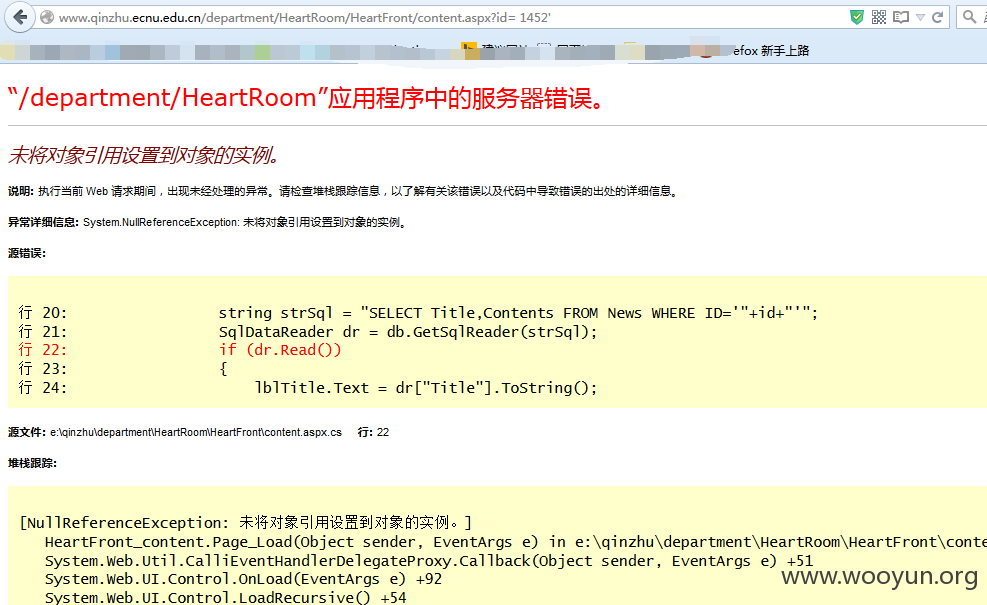 www.qinzhu.ecnu.edu.cn/department/HeartRoom/HeartFront/content.aspx?id= 1452'
efox 新手上路
“/department/HeartRoom”应用程序中的服务器错误。
未将对象引用设置到对象的实例。
说明: 执行当前 Web 请求期间，出现未经处理的异常。请检查堆栈跟踪信息，以了解有关该错误以及代码中导致错误的出处的详细信息。
异常详细信息: System.NullReferenceException: 未将对象引用设置到对象的实例。
源错误:
行 20: string strSql = "SELECT Title,Contents FROM News WHERE ID='"+id+"'";
行 21: SqlDataReader dr = db.GetSqlReader(strSql);
行 22: if (dr.Read())
行 23: {
行 24: lblTitle.Text = dr["Title"].ToString();
源文件: e:\qinzhu\department\HeartRoom\HeartFront\content.aspx.cs 行: 22
堆栈跟踪:
[NullReferenceException: 未将对象引用设置到对象的实例。]
HeartFront_content.Page_Load(Object sender, EventArgs e) in e:\qinzhu\department\HeartRoom\HeartFront\conte
System.Web.Util.CalliEventHandlerDelegateProxy.Callback(Object sender, EventArgs e) +51
System.Web.UI.Control.OnLoad(EventArgs e) +92
System.Web.UI.Control.LoadRecursive() +54
www.wooyun.org